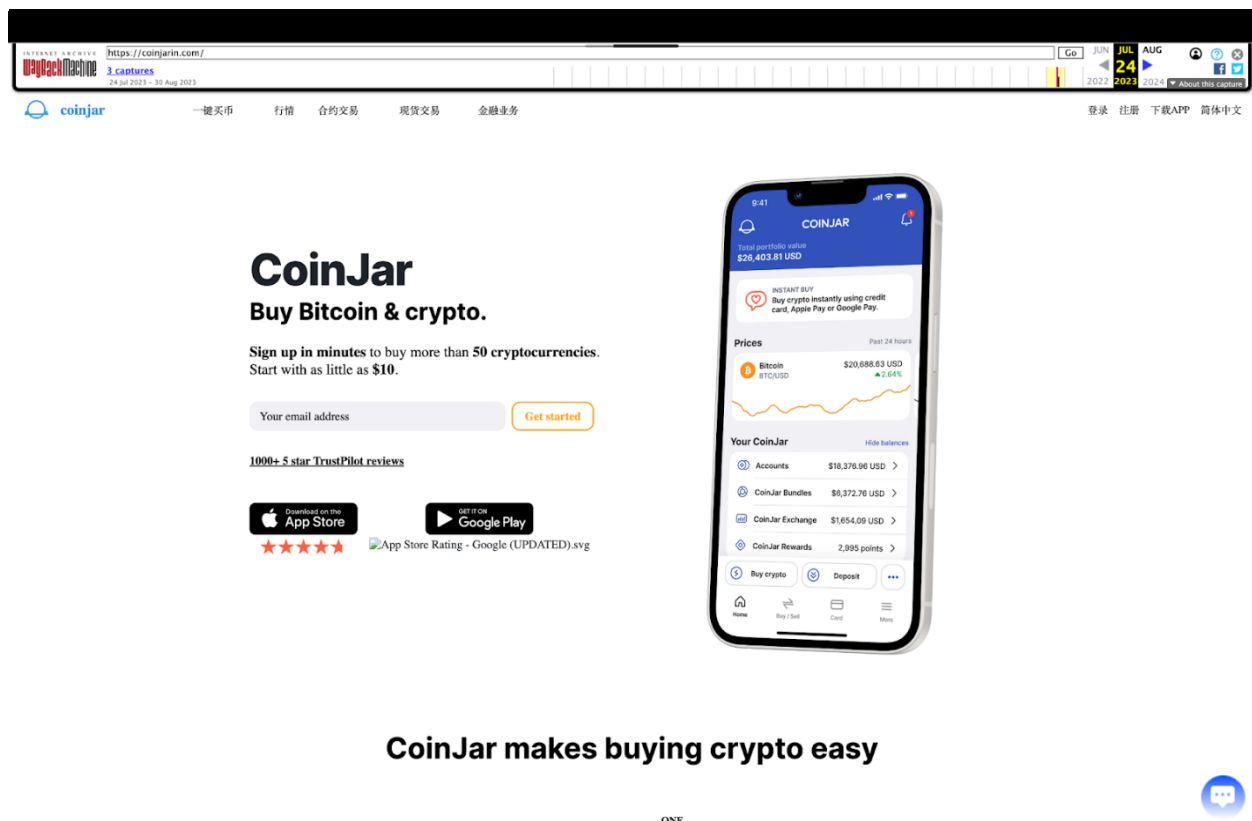 INTERNET ARCHIVE
WayBackMachine
https://coinjarin.com/
Go
3 captures
24 Jul 2023 - 30 Aug 2023
JUN JUL AUG
24
2022 2023 2024
▼ About this capture
coinjar
一键买币 行情 合约交易 现货交易 金融业务
登录 注册 下载APP 简体中文
CoinJar
Buy Bitcoin & crypto.
Sign up in minutes to buy more than 50 cryptocurrencies.
Start with as little as $10.
Your email address
Get started
1000+ 5 star TrustPilot reviews
Download on the
App Store
GET IT ON
Google Play
App Store Rating - Google (UPDATED).svg
9:41
COINJAR
Total portfolio value
$26,403.81 USD
INSTANT BUY
Buy crypto instantly using credit
card, Apple Pay or Google Pay.
Prices Past 24 hours
Bitcoin $20,688.63 USD
BTC/USD 2.64%
Your CoinJar Hide balances
Accounts $18,376.96 USD
CoinJar Bundles $6,372.76 USD
CoinJar Exchange $1,654.09 USD
CoinJar Rewards 2,995 points
Buy crypto Deposit
Home Buy / Sell Card More
CoinJar makes buying crypto easy
ONE